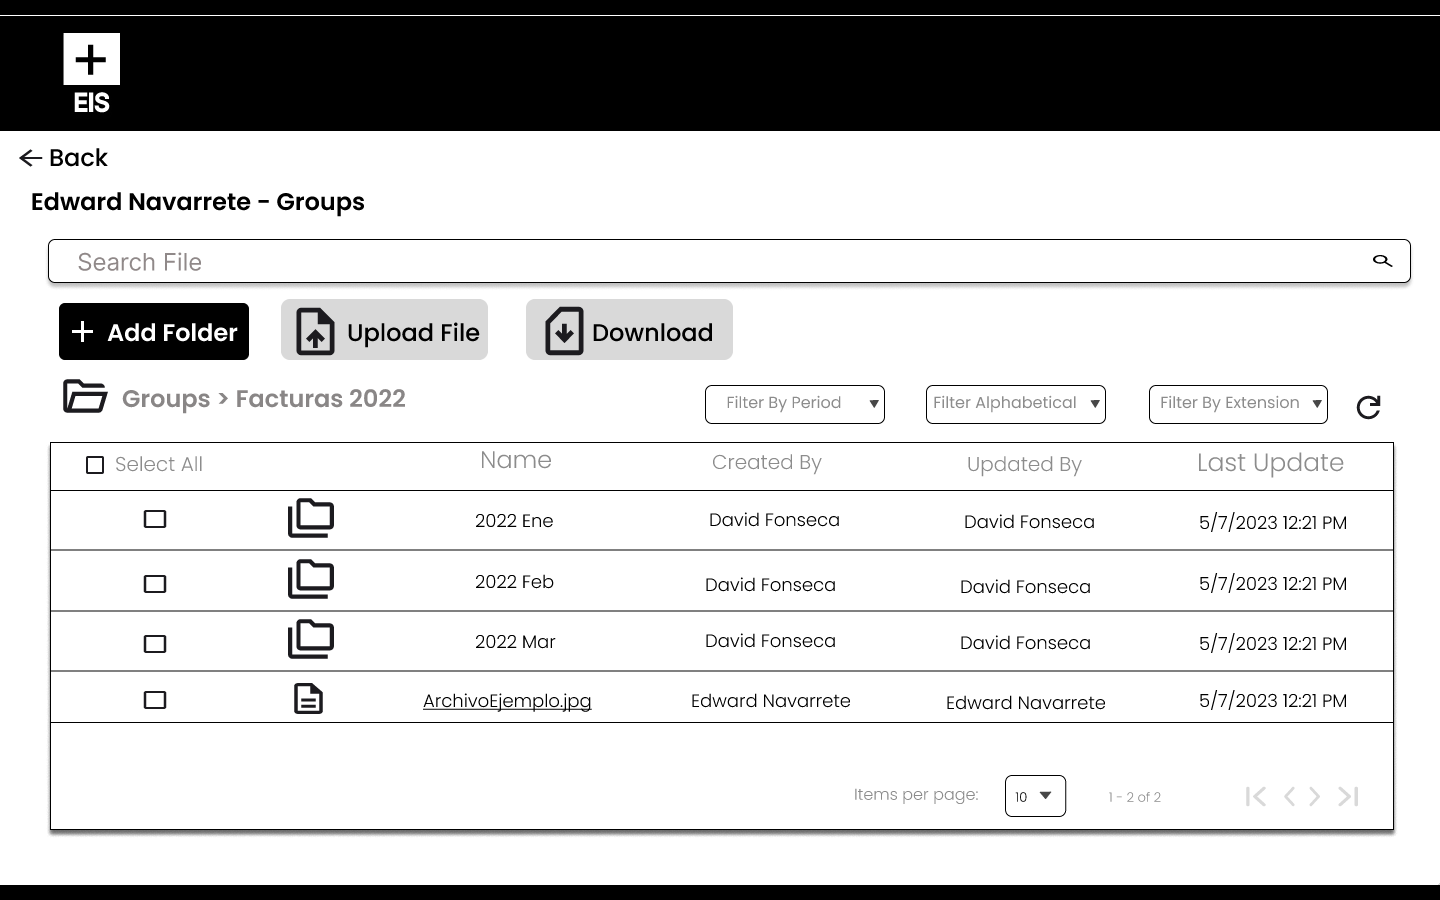 EIS
Back
Edward Navarrete - Groups
Search File
Add Folder Upload File Download
Groups > Facturas 2022 Filter By Period Filter Alphabetical Filter By Extension
Select All Name Created By Updated By Last Update
2022 Ene David Fonseca David Fonseca 5/7/2023 12:21 PM
2022 Feb David Fonseca David Fonseca 5/7/2023 12:21 PM
2022 Mar David Fonseca David Fonseca 5/7/2023 12:21 PM
ArchivoEjemplo.jpg Edward Navarrete Edward Navarrete 5/7/2023 12:21 PM
Items per page: 10 1 - 2 of 2